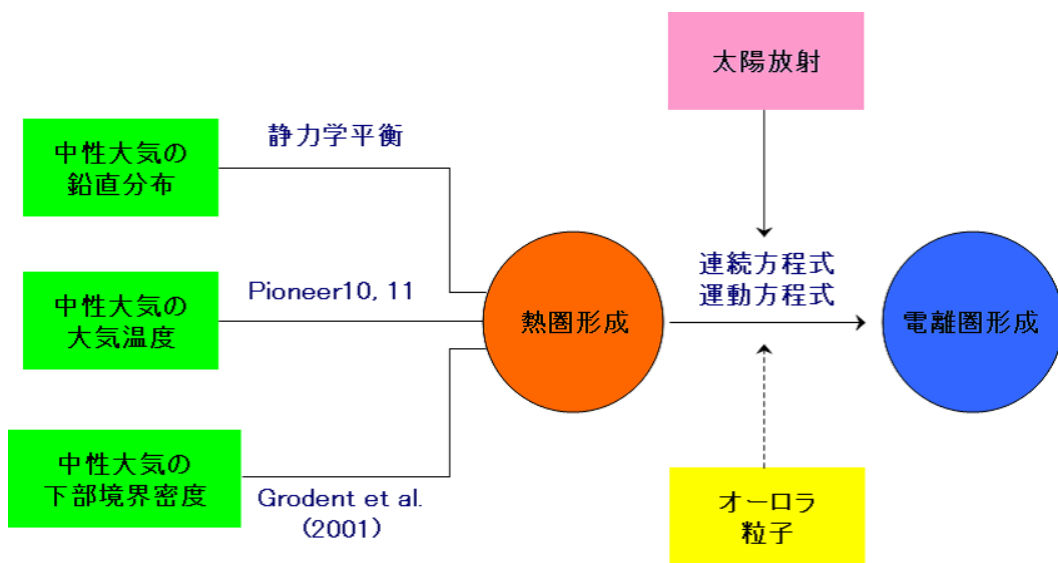 太陽放射
中性大気の
鉛直分布
静力学平衡
中性大気の
大気温度
Pioneer10, 11
中性大気の
下部境界密度
Grodent et al.
(2001)
熱圏形成
連続方程式
運動方程式
電離圏形成
オーロラ
粒子